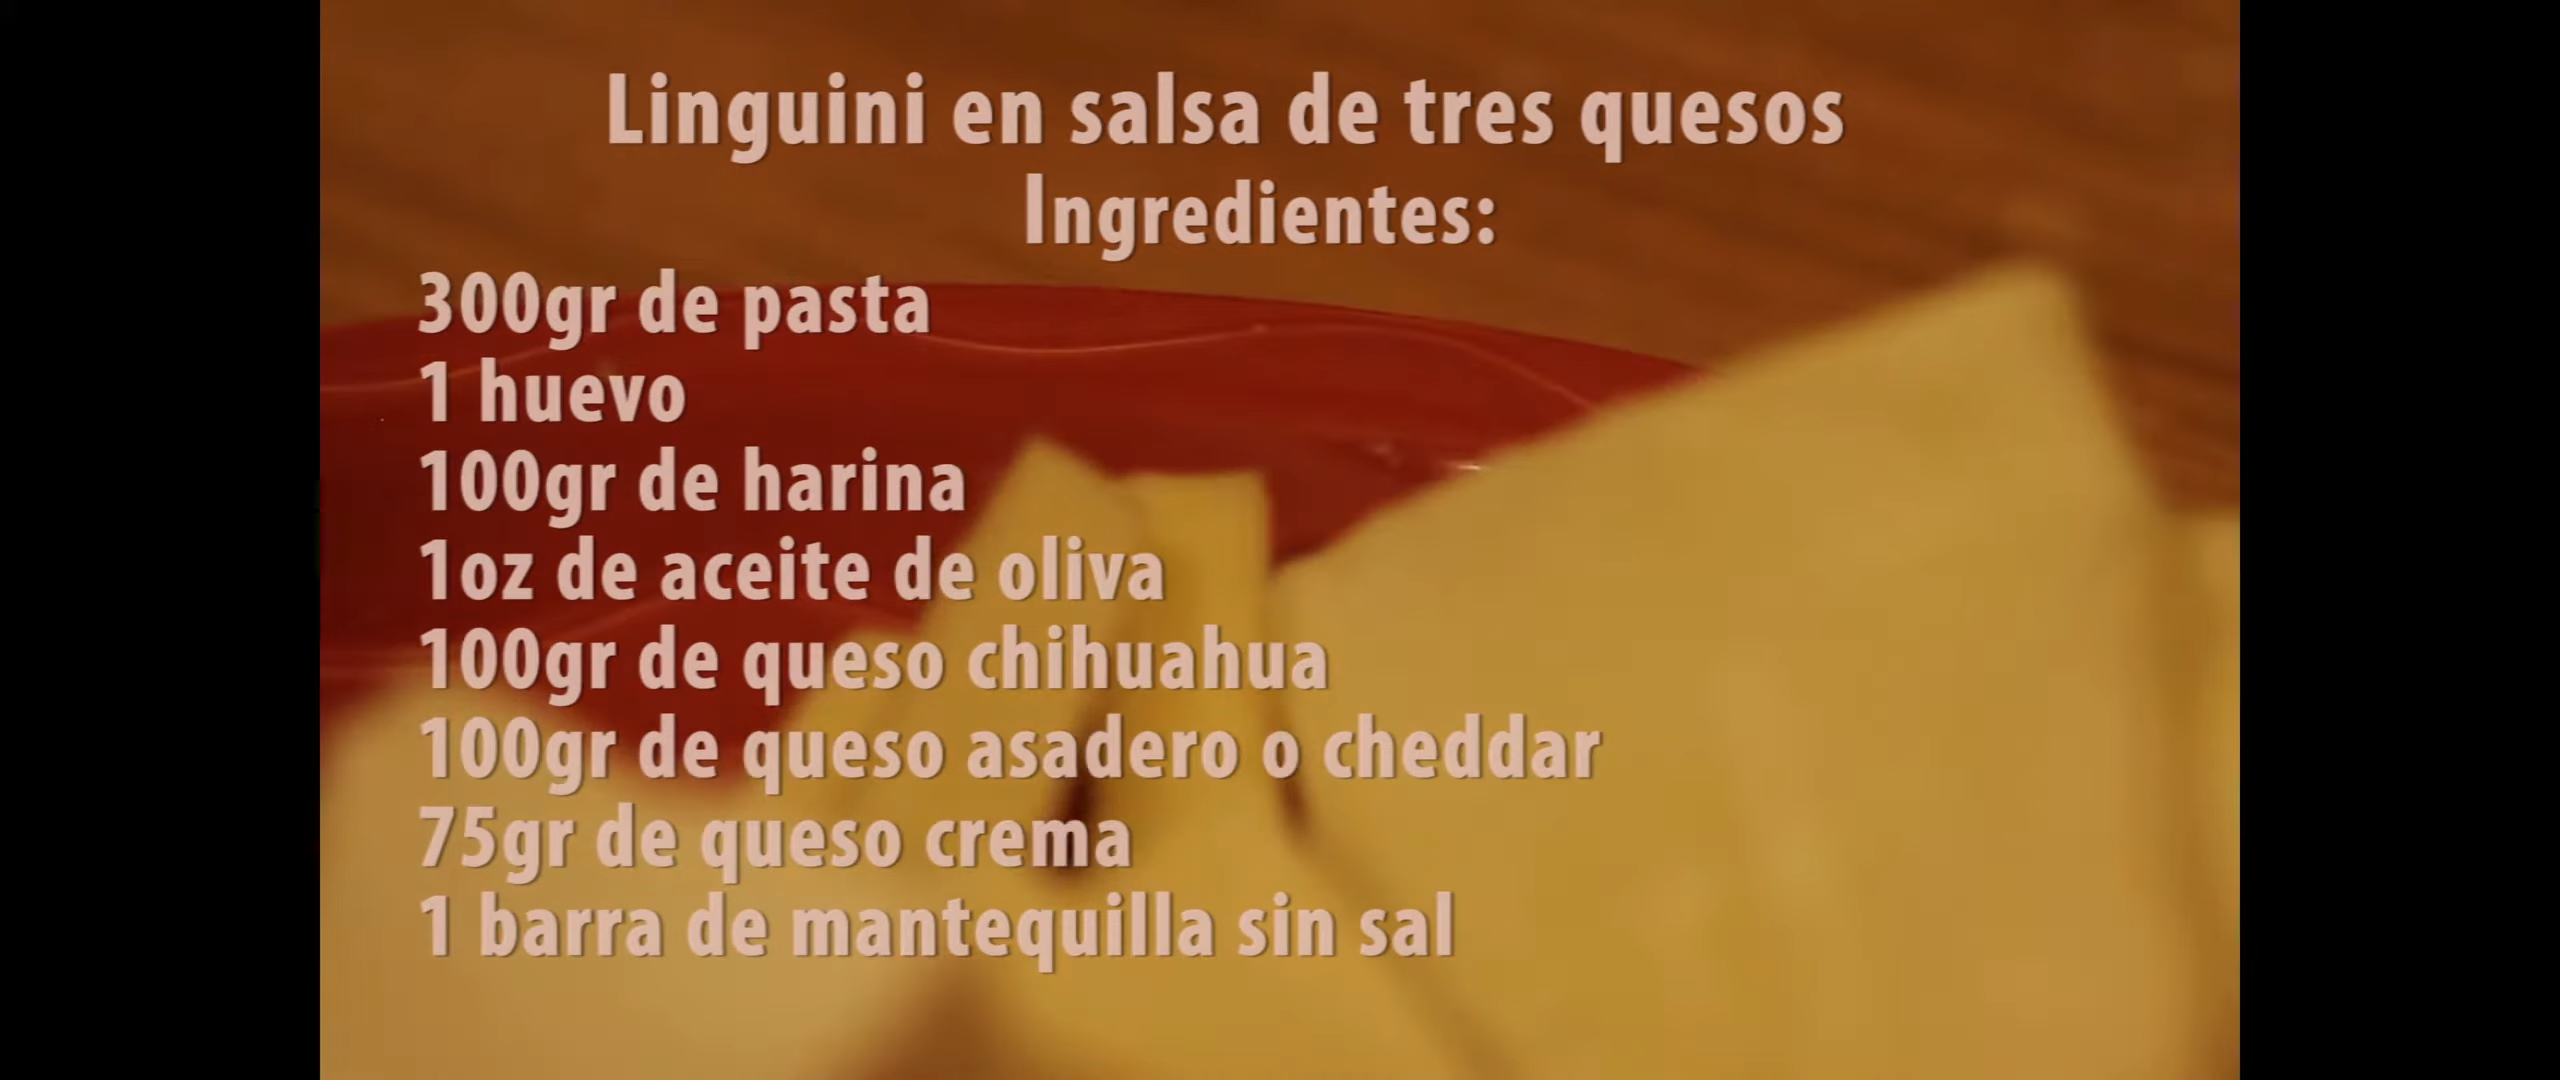 Linguini en salsa de tres quesos
Ingredientes:
300gr de pasta
1 huevo
100gr de harina
1oz de aceite de oliva
100gr de queso chihuahua
100gr de queso asadero o cheddar
75gr de queso crema
1 barra de mantequilla sin sal